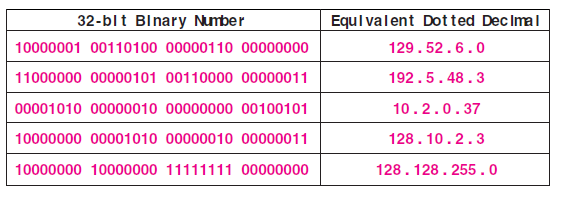 32-bit Binary Number Equivalent Dotted Decimal
10000001 00110100 00000110 00000000 129.52.6.0
11000000 00000101 00110000 00000011 192.5.48.3
00001010 00000010 00000000 00100101 10.2.0.37
10000000 00001010 00000010 00000011 128.10.2.3
10000000 10000000 11111111 00000000 128.128.255.0